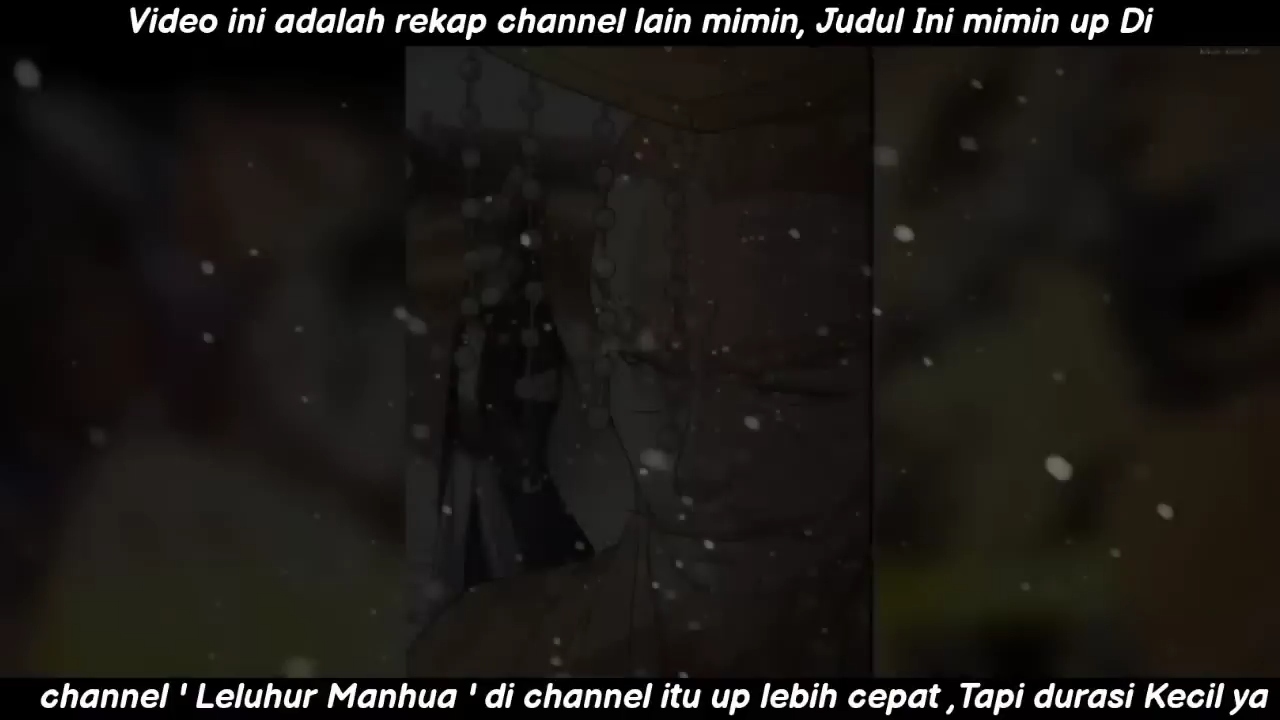 Video ini adalah rekap channel lain mimin, Judul Ini mimin up Di
channel ' Leluhur Manhua ' di channel itu up lebih cepat ,Tapi durasi Kecil ya